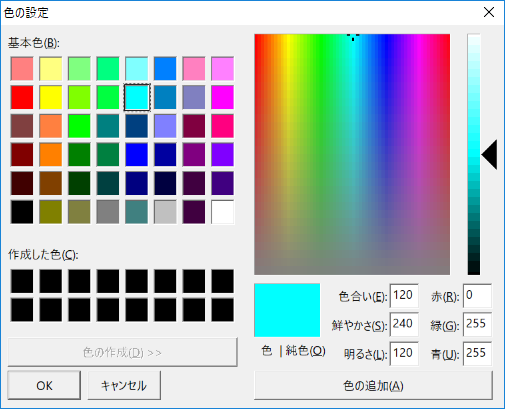 色の設定
基本色(B):
作成した色(C):
色の作成(D) >>
OK
キャンセル
色 | 純色(O)
色合い(E): 120
鮮やかさ(S): 240
明るさ(L): 120
赤(R): 0
緑(G): 255
青(U): 255
色の追加(A)